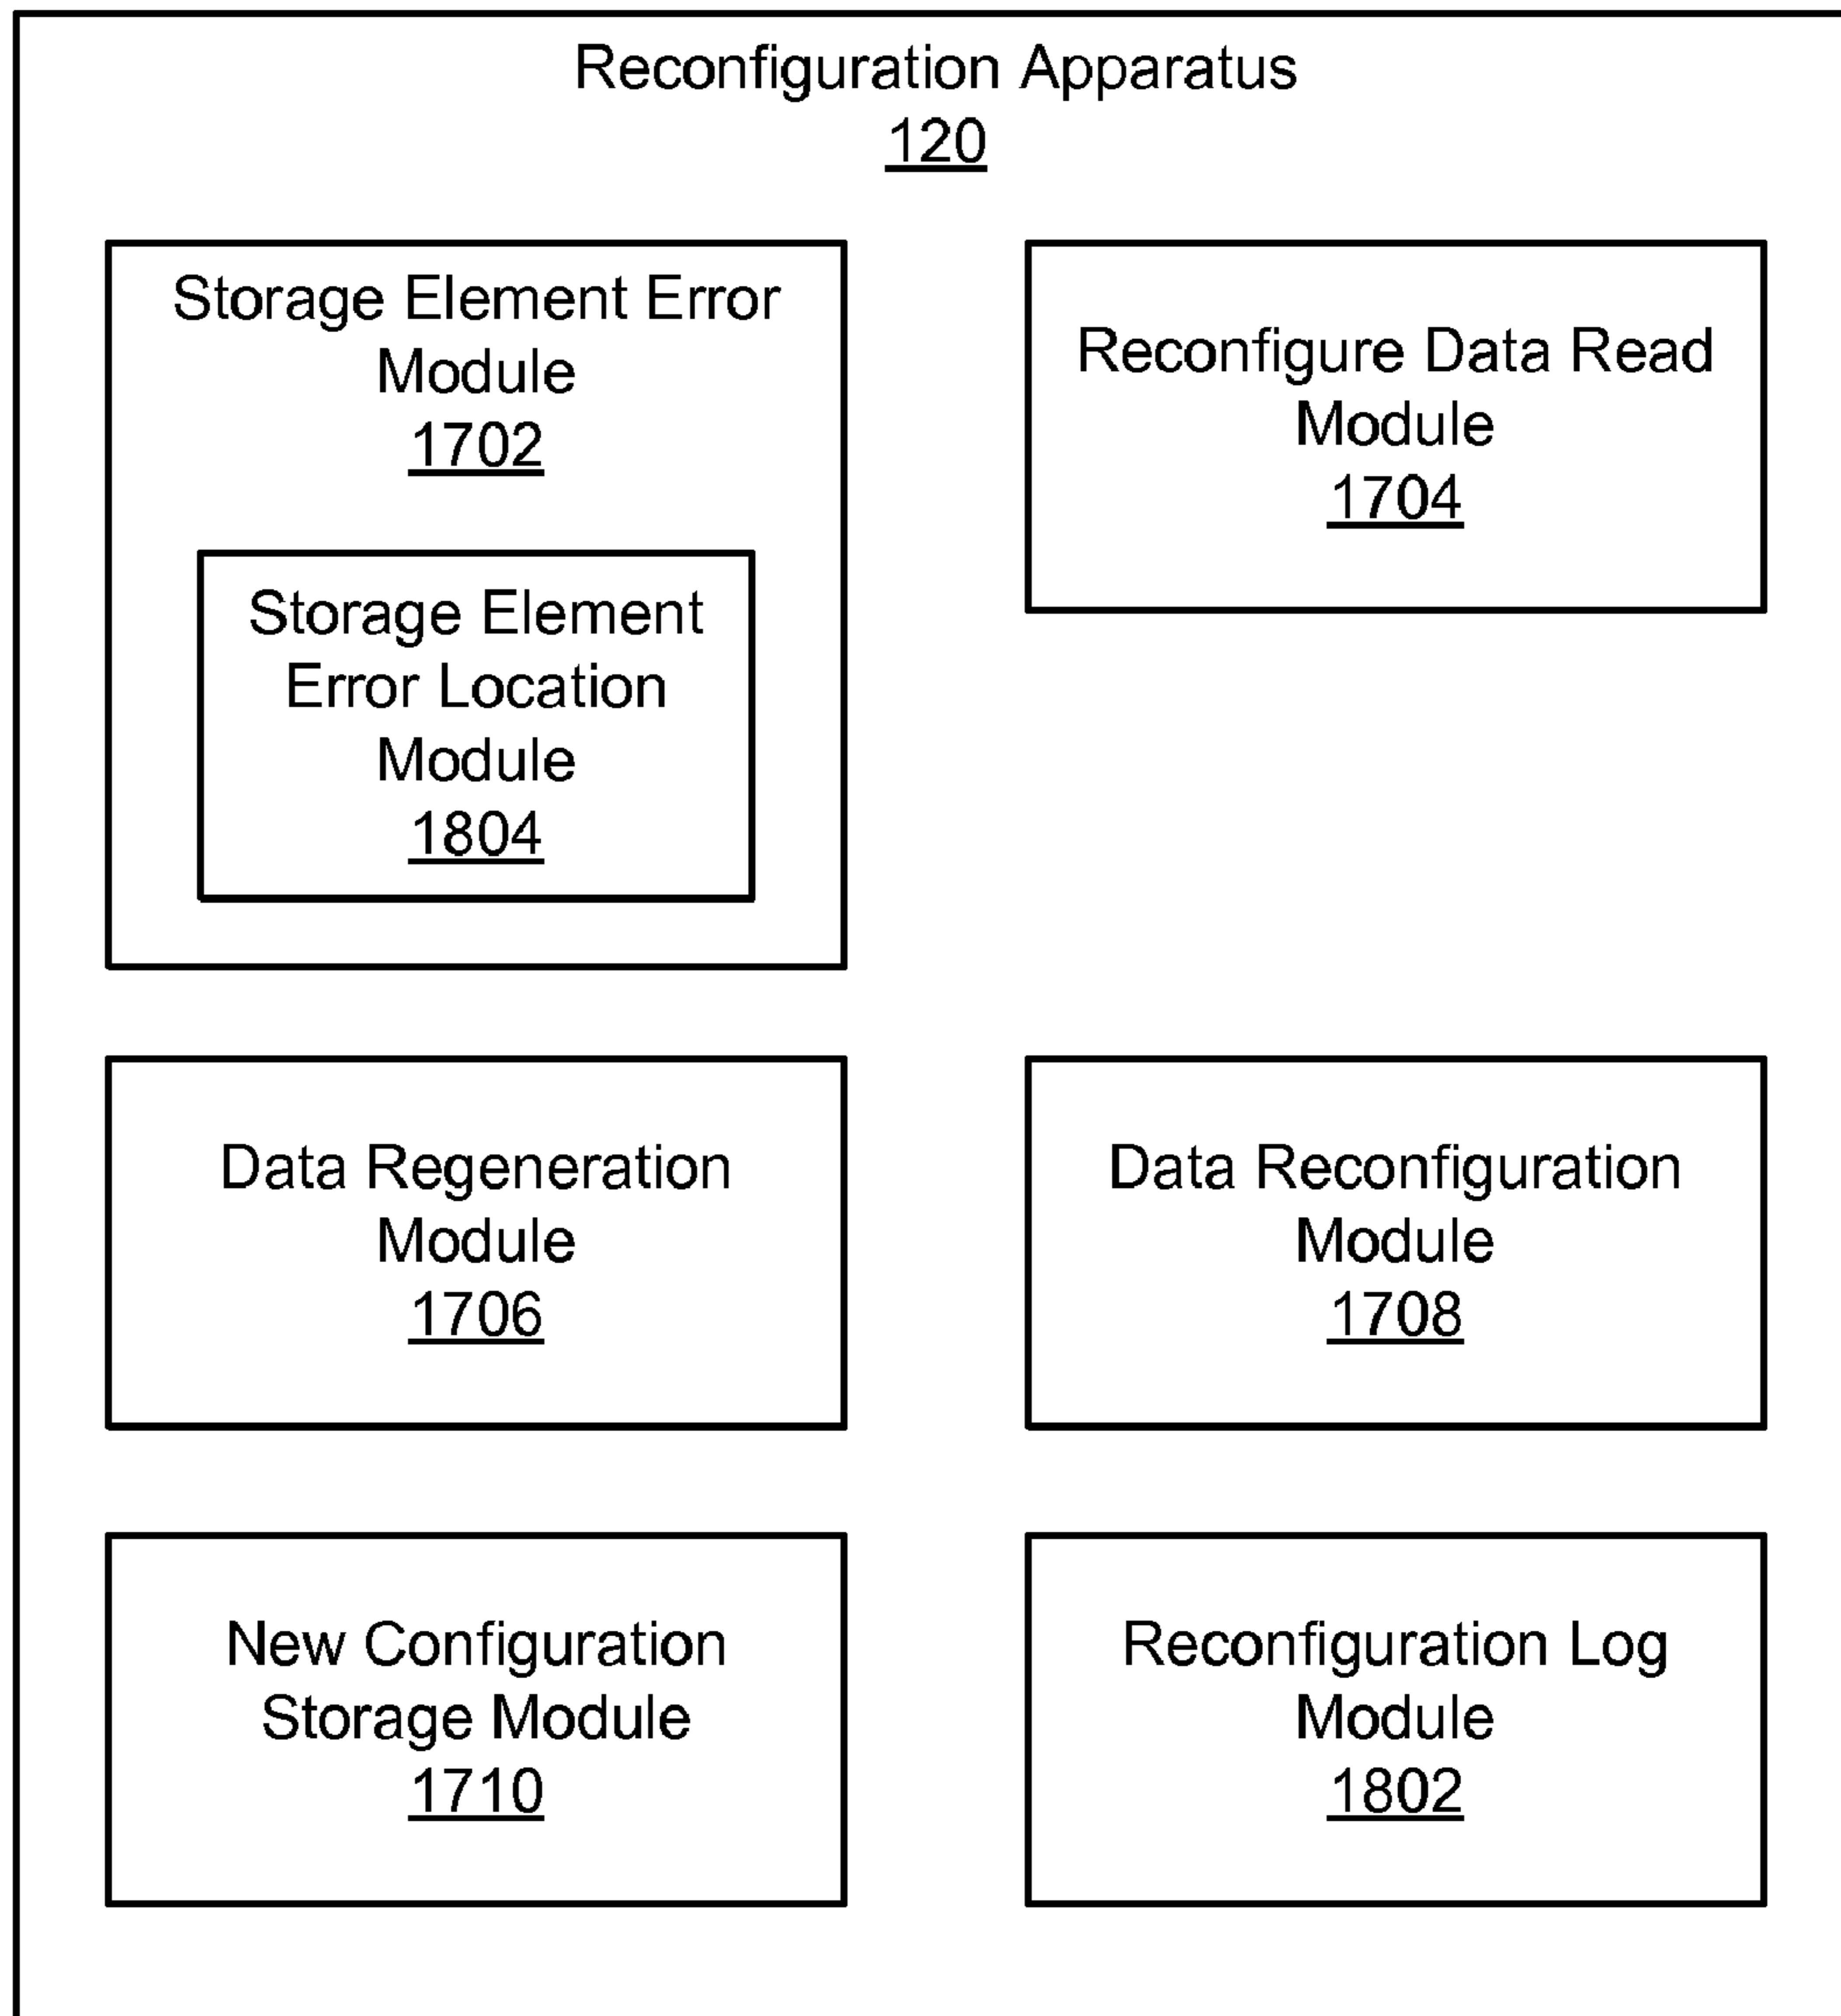 Reconfiguration Apparatus
120
Storage Element Error
Module
1702
Storage Element
Error Location
Module
1804
Reconfigure Data Read
Module
1704
Data Regeneration
Module
1706
Data Reconfiguration
Module
1708
New Configuration
Storage Module
1710
Reconfiguration Log
Module
1802